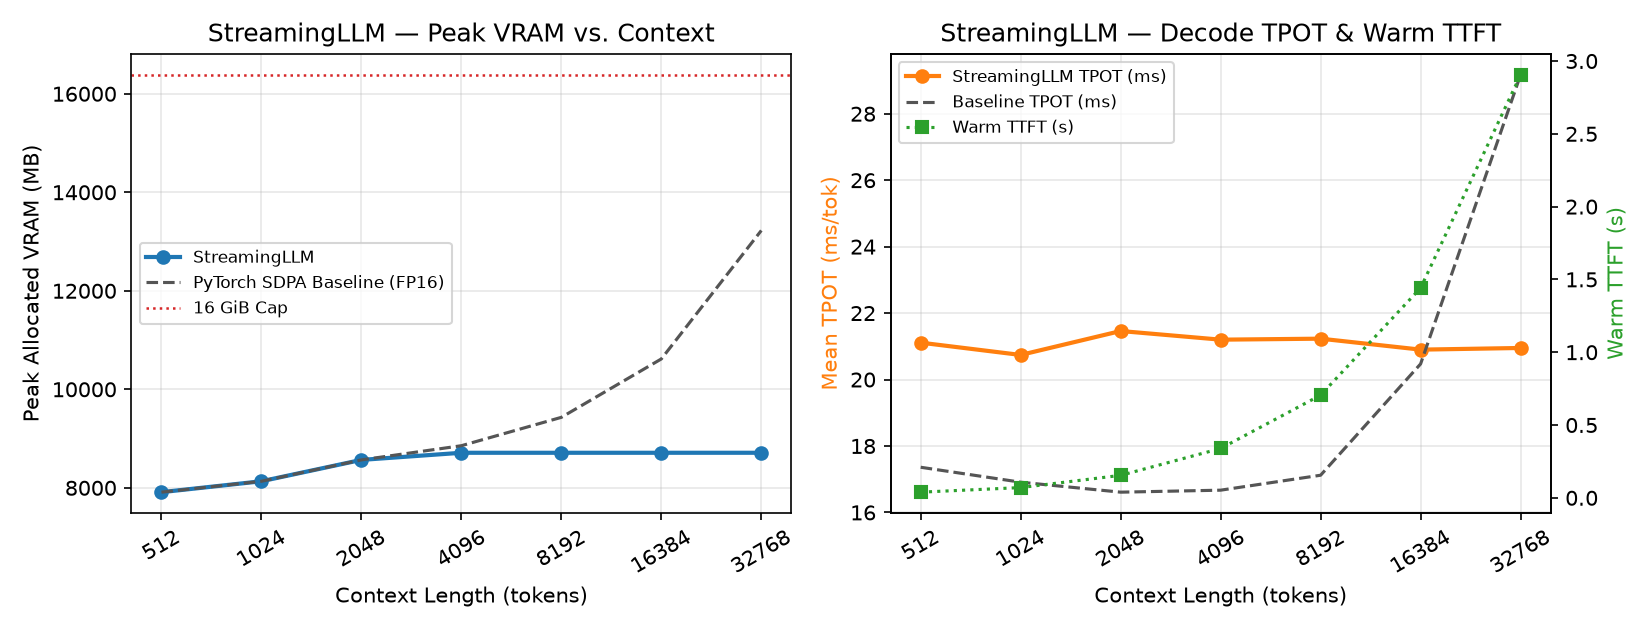 StreamingLLM — Peak VRAM vs. Context
Peak Allocated VRAM (MB)
16000
14000
12000
10000
8000
StreamingLLM
PyTorch SDPA Baseline (FP16)
16 GiB Cap
512
1024
2048
4096
8192
16384
32768
Context Length (tokens)
StreamingLLM — Decode TPOT & Warm TTFT
Mean TPOT (ms/tok)
28
26
24
22
20
18
16
StreamingLLM TPOT (ms)
Baseline TPOT (ms)
Warm TTFT (s)
3.0
2.5
2.0
1.5
1.0
0.5
0.0
Warm TTFT (s)
512
1024
2048
4096
8192
16384
32768
Context Length (tokens)